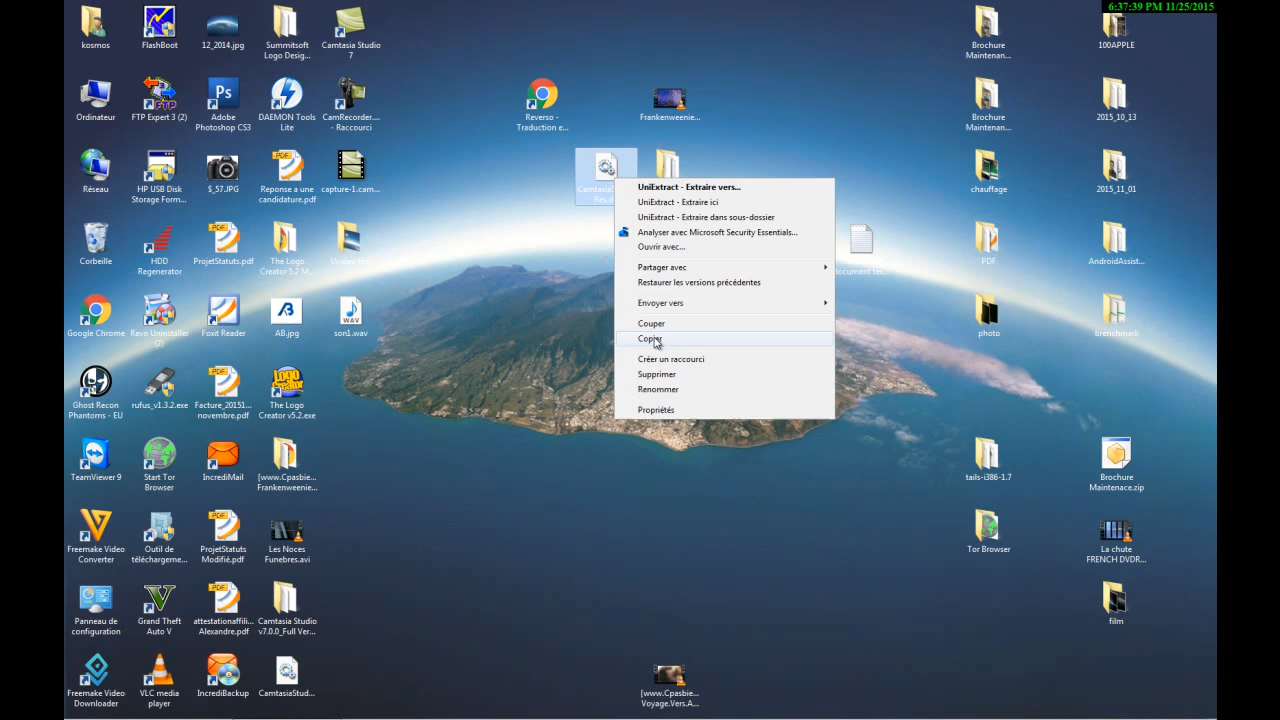 6:37:39 PM 11/25/2015
kosmos
FlashBoot
12_2014.jpg
Summitsoft
Logo Desig...
Camtasia Studio
7
Brochure
Maintenan...
100APPLE
Ordinateur
FTP Expert 3 (2)
Adobe
Photoshop CS3
DAEMON Tools
Lite
CamRecorder....
- Raccourci
Reverso -
Traduction e...
Frankenweenie...
Brochure
Maintenan...
2015_10_13
Réseau
HP USB Disk
Storage Form...
S_57.JPG
Reponse a une
candidature.pdf
capture-1.cam...
chauffage
2015_11_01
UniExtract - Extraire vers...
UniExtract - Extraire ici
UniExtract - Extraire dans sous-dossier
Analyser avec Microsoft Security Essentials...
Ouvrir avec...
Partager avec
Restaurer les versions précédentes
Envoyer vers
Couper
Copier
Créer un raccourci
Supprimer
Renommer
Propriétés
Corbeille
HDD
Regenerator
ProjetStatuts.pdf
The Logo
Creator 5.2 M...
PDF
AndroidAssist...
Google Chrome
Revo Uninstaller
(2)
Foxit Reader
AB.jpg
son1.wav
photo
brenchmark
Ghost Recon
Phantoms - EU
rufus_v1.3.2.exe
Facture_20151...
novembre.pdf
The Logo
Creator v5.2.exe
TeamViewer 9
Start Tor
Browser
IncrediMail
[www.Cpasbie...
Frankenweenie...
tails-i386-1.7
Brochure
Maintenace.zip
Freemake Video
Converter
Outil de
téléchargeme...
ProjetStatuts
Modifié.pdf
Les Noces
Funebres.avi
Tor Browser
La chute
FRENCH DVDR...
Panneau de
configuration
Grand Theft
Auto V
attestationaffili...
Alexandre.pdf
Camtasia Studio
v7.0.0_Full Ver...
film
Freemake Video
Downloader
VLC media
player
IncrediBackup
CamtasiaStud...
[www.Cpasbie...
Voyage.Vers.A...